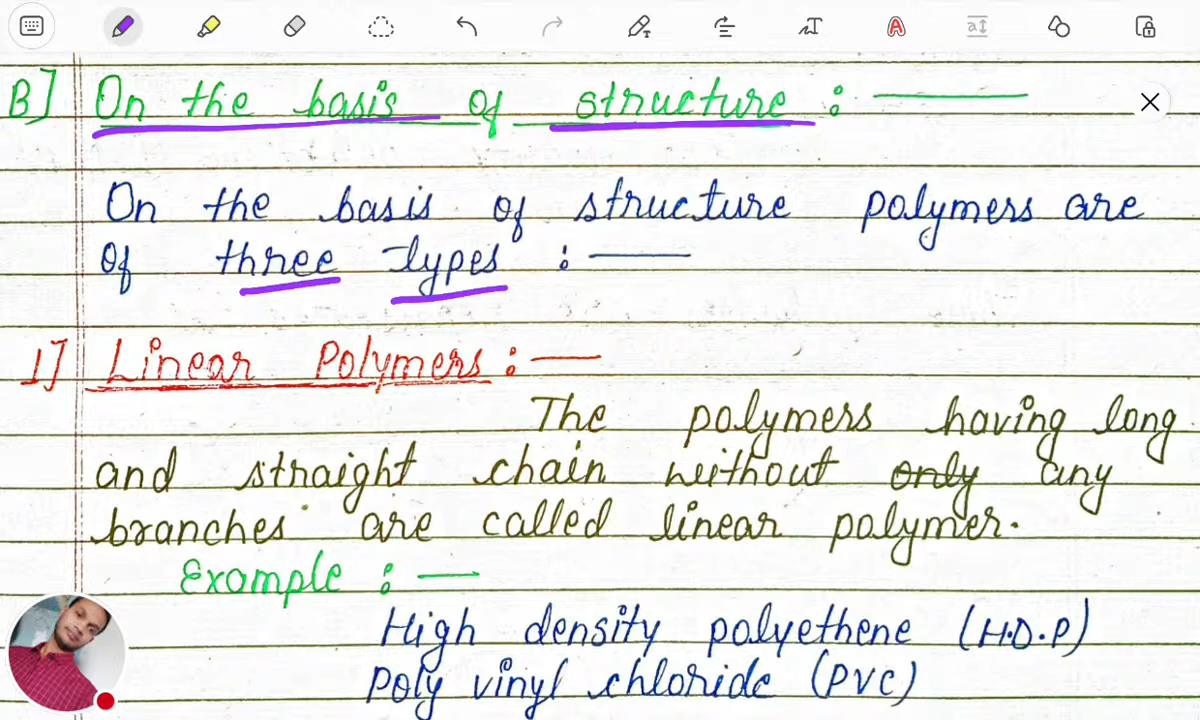 B] On the basis of structure :
On the basis of structure polymers are
of three types :
1] Linear Polymers :
The polymers having long
and straight chain without only any
branches are called linear polymer.
Example :
High density polyethene (H.D.P)
Poly vinyl chloride (PVC)